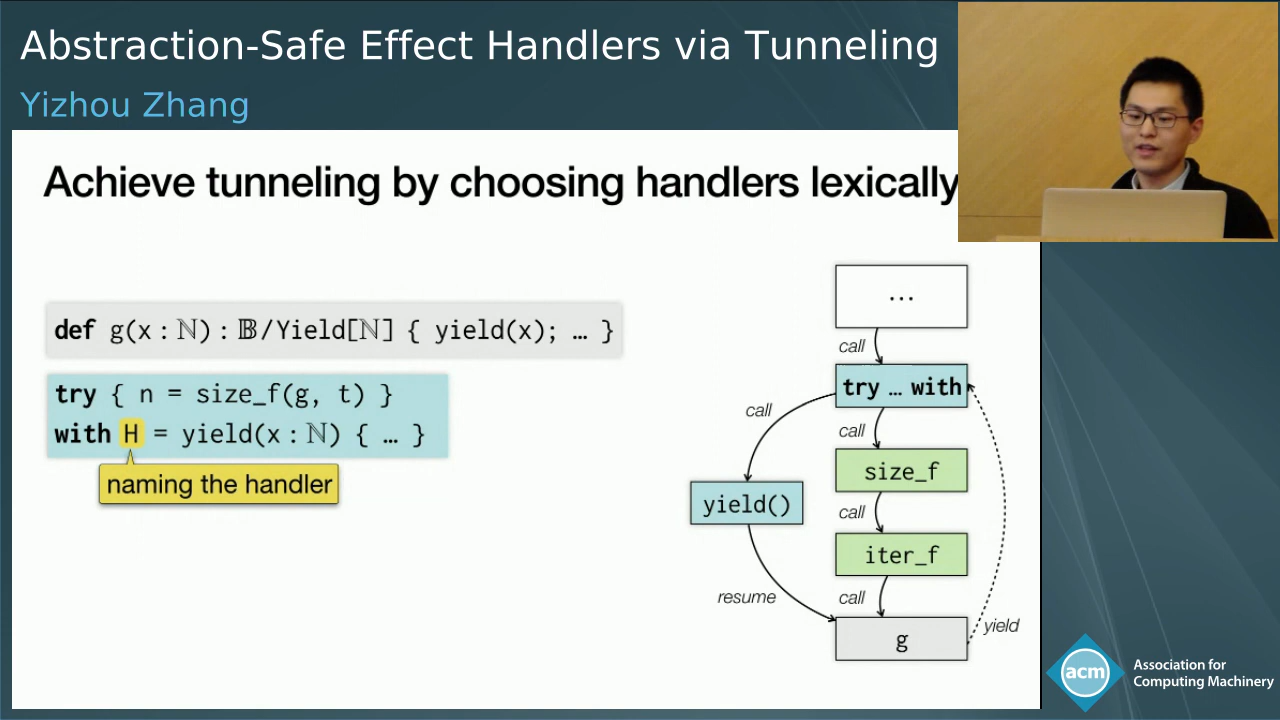 Abstraction-Safe Effect Handlers via Tunneling
Yizhou Zhang
Achieve tunneling by choosing handlers lexically
def g(x : ℕ) : 𝔹/Yield[ℕ] { yield(x); … }
try { n = size_f(g, t) }
with H = yield(x : ℕ) { … }
naming the handler
...
call
try … with
call
call
size_f
yield()
call
iter_f
resume
call
yield
g
acm
Association for
Computing Machinery